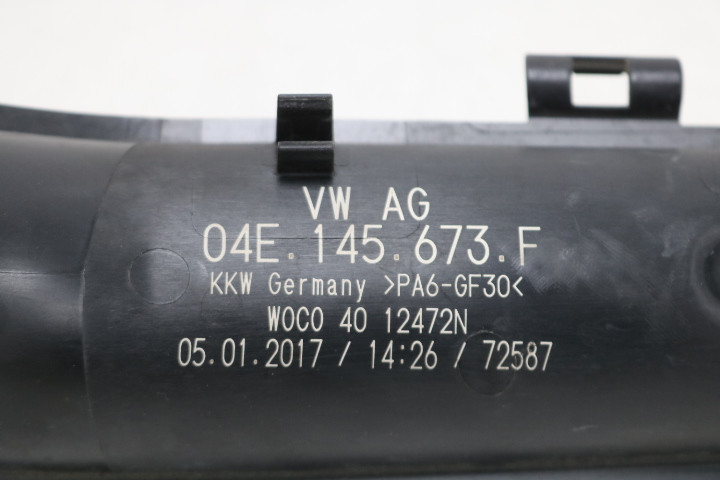 VW AG
04E.145.673.F
KKW Germany >PA6-GF30<
WOCO 40 12472N
05.01.2017 / 14:26 / 72587